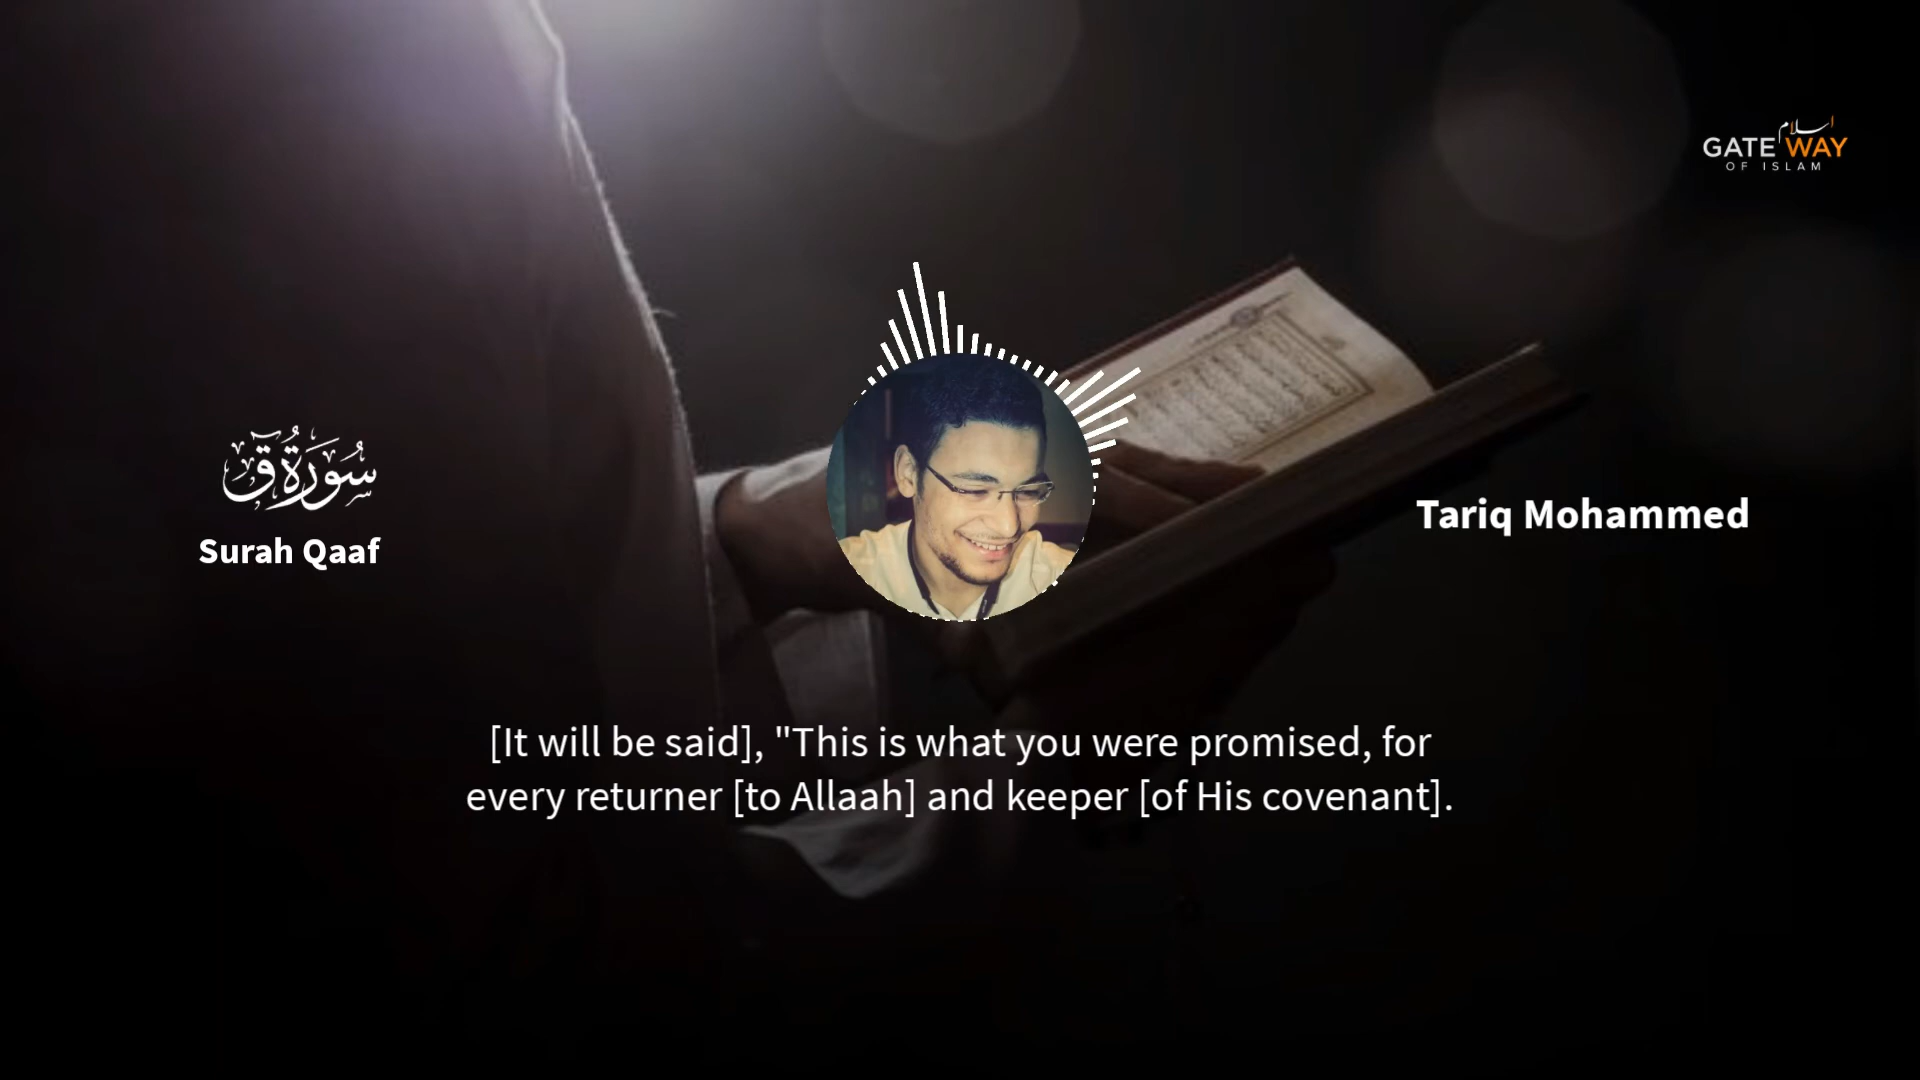 اسلام
GATE WAY
OF ISLAM
سُورَةُ قٓ
Surah Qaaf
Tariq Mohammed
[It will be said], "This is what you were promised, for
every returner [to Allaah] and keeper [of His covenant].